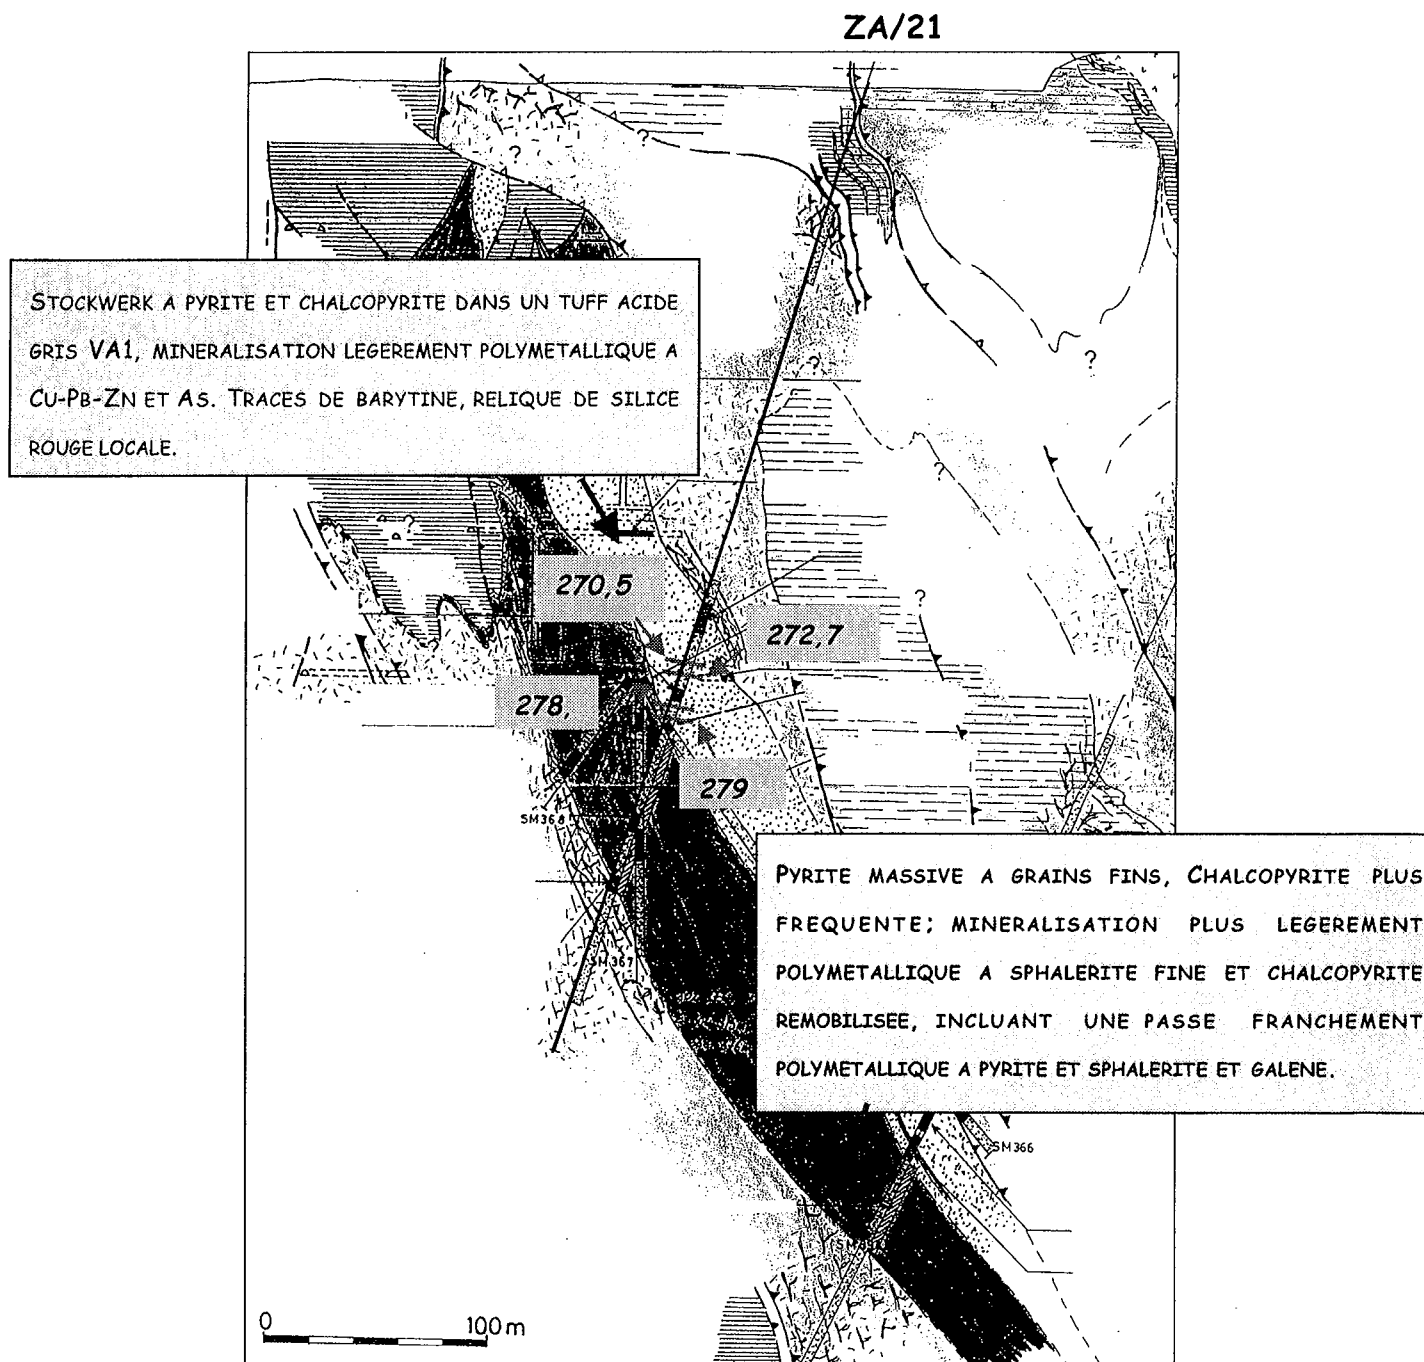 ZA/21
STOCKWERK A PYRITE ET CHALCOPYRITE DANS UN TUFF ACIDE
GRIS VA1, MINERALISATION LEGEREMENT POLYMETALLIQUE A
CU-PB-ZN ET AS. TRACES DE BARYTINE, RELIQUE DE SILICE
ROUGE LOCALE.
?
?
?
?
?
?
?
270,5
272,7
278,
279
SM368
SM367
PYRITE MASSIVE A GRAINS FINS, CHALCOPYRITE PLUS
FREQUENTE; MINERALISATION PLUS LEGEREMENT
POLYMETALLIQUE A SPHALERITE FINE ET CHALCOPYRITE
REMOBILISEE, INCLUANT UNE PASSE FRANCHEMENT
POLYMETALLIQUE A PYRITE ET SPHALERITE ET GALENE.
SM366
0 100m